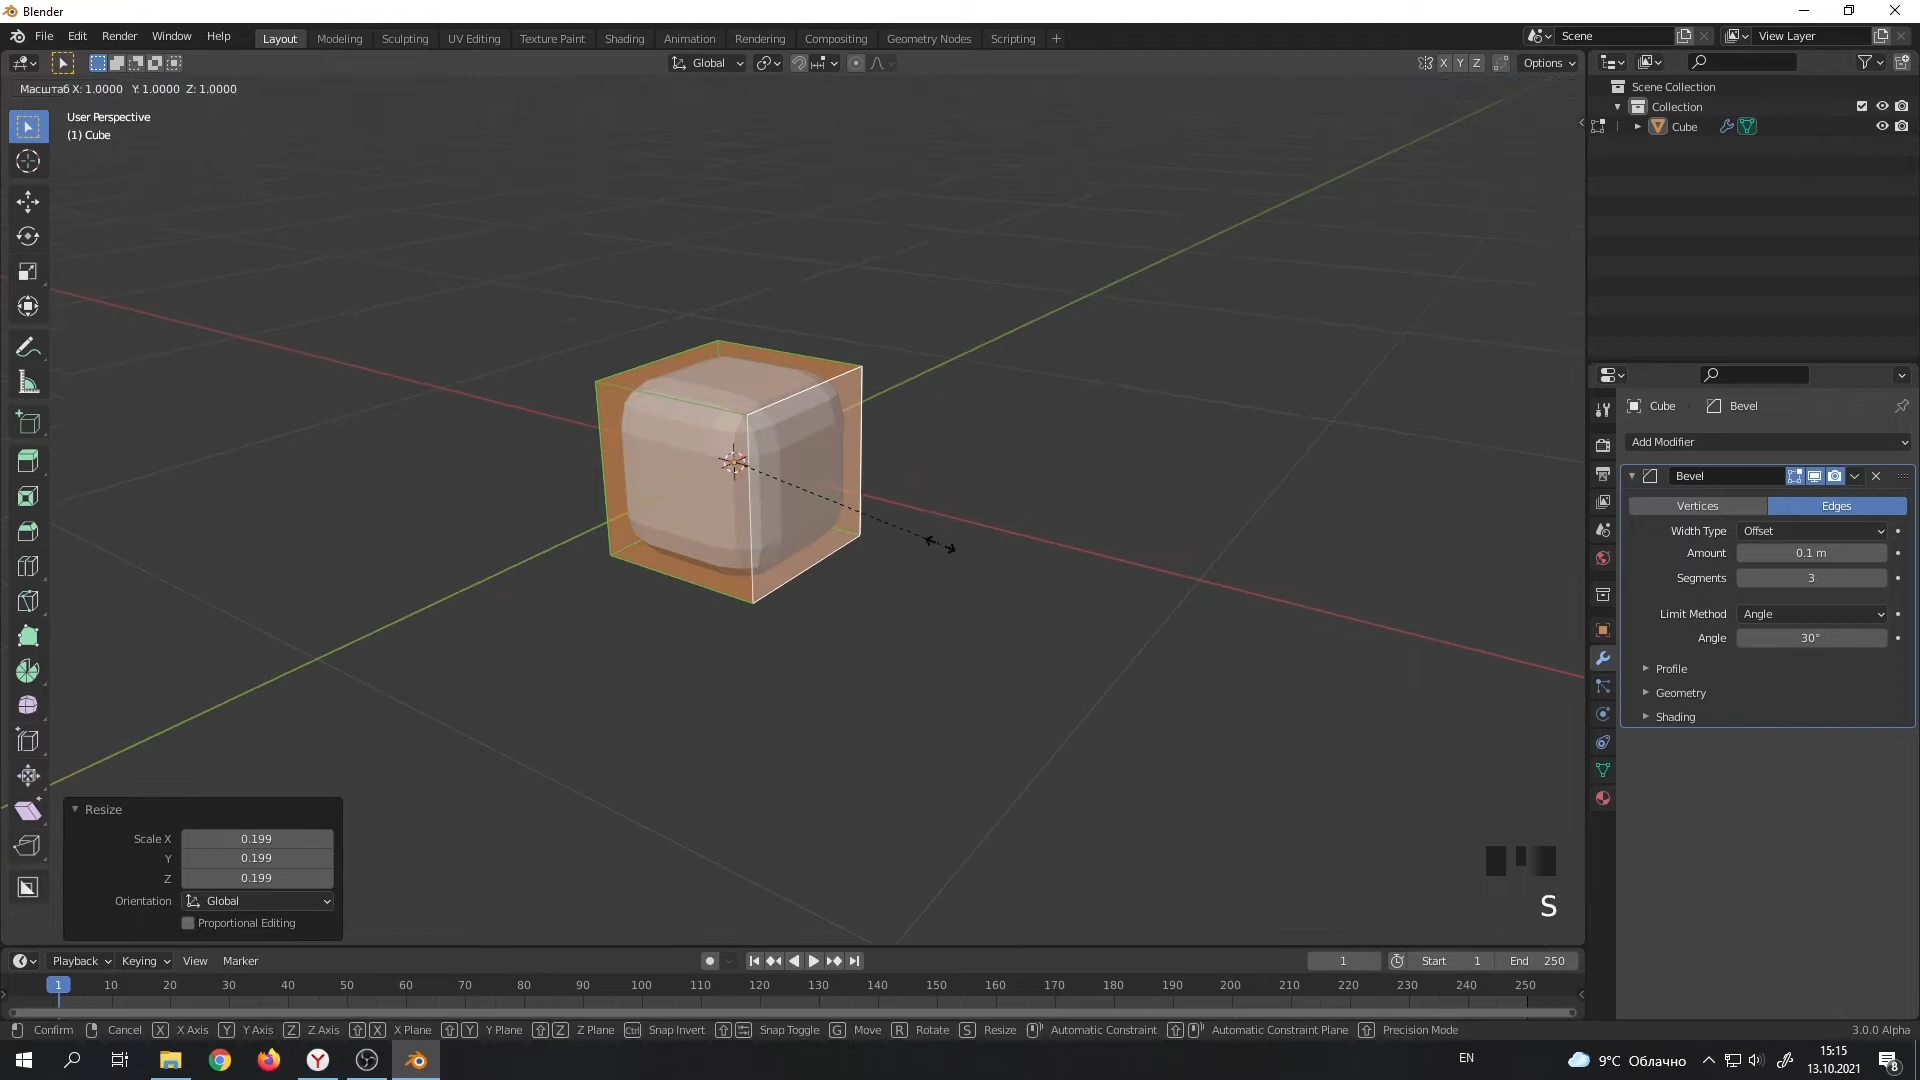 Blender
File Edit Render Window Help
Layout Modeling Sculpting UV Editing Texture Paint Shading Animation Rendering Compositing Geometry Nodes Scripting
Scene
View Layer
Global
X Y Z
Options
Масштаб X: 1.0000 Y: 1.0000 Z: 1.0000
User Perspective
(1) Cube
Scene Collection
Collection
Cube
Cube
Bevel
Add Modifier
Bevel
Vertices Edges
Width Type Offset
Amount 0.1 m
Segments 3
Limit Method Angle
Angle 30°
Profile
Geometry
Shading
Resize
Scale X 0.199
Y 0.199
Z 0.199
Orientation Global
Proportional Editing
S
Playback Keying View Marker
1
Start 1
End 250
1 10 20 30 40 50 60 70 80 90 100 110 120 130 140 150 160 170 180 190 200 210 220 230 240 250
Confirm Cancel X X Axis Y Y Axis Z Z Axis X X Plane Y Y Plane Z Z Plane Ctrl Snap Invert Snap Toggle G Move R Rotate S Resize Automatic Constraint Automatic Constraint Plane Precision Mode
3.0.0 Alpha
EN
9°C Облачно
15:15
13.10.2021
8